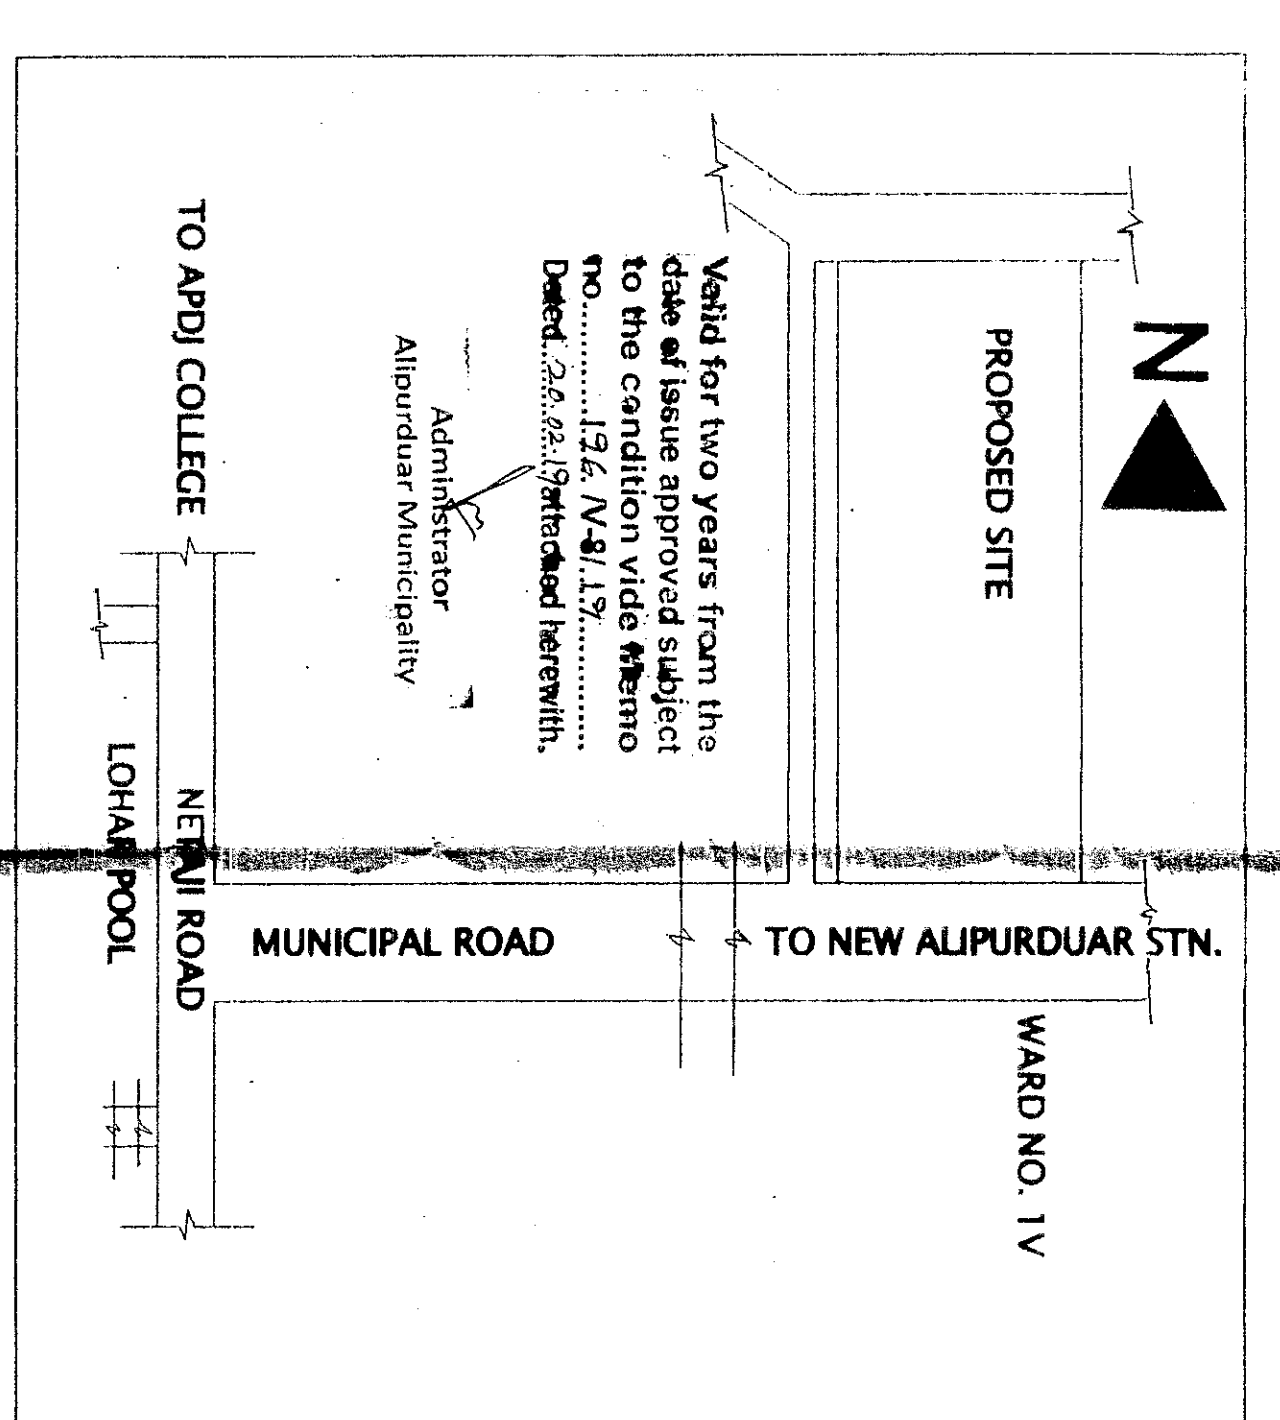 N
PROPOSED SITE
Valid for two years from the
date of issue approved subject
to the condition vide Memo
no............196.IV-8/.19................
Dated..20.02.19 attached herewith.
Administrator
Alipurduar Municipality
TO APDJ COLLEGE
NETAJI ROAD
LOHAR POOL
MUNICIPAL ROAD
TO NEW ALIPURDUAR STN.
WARD NO. 1V